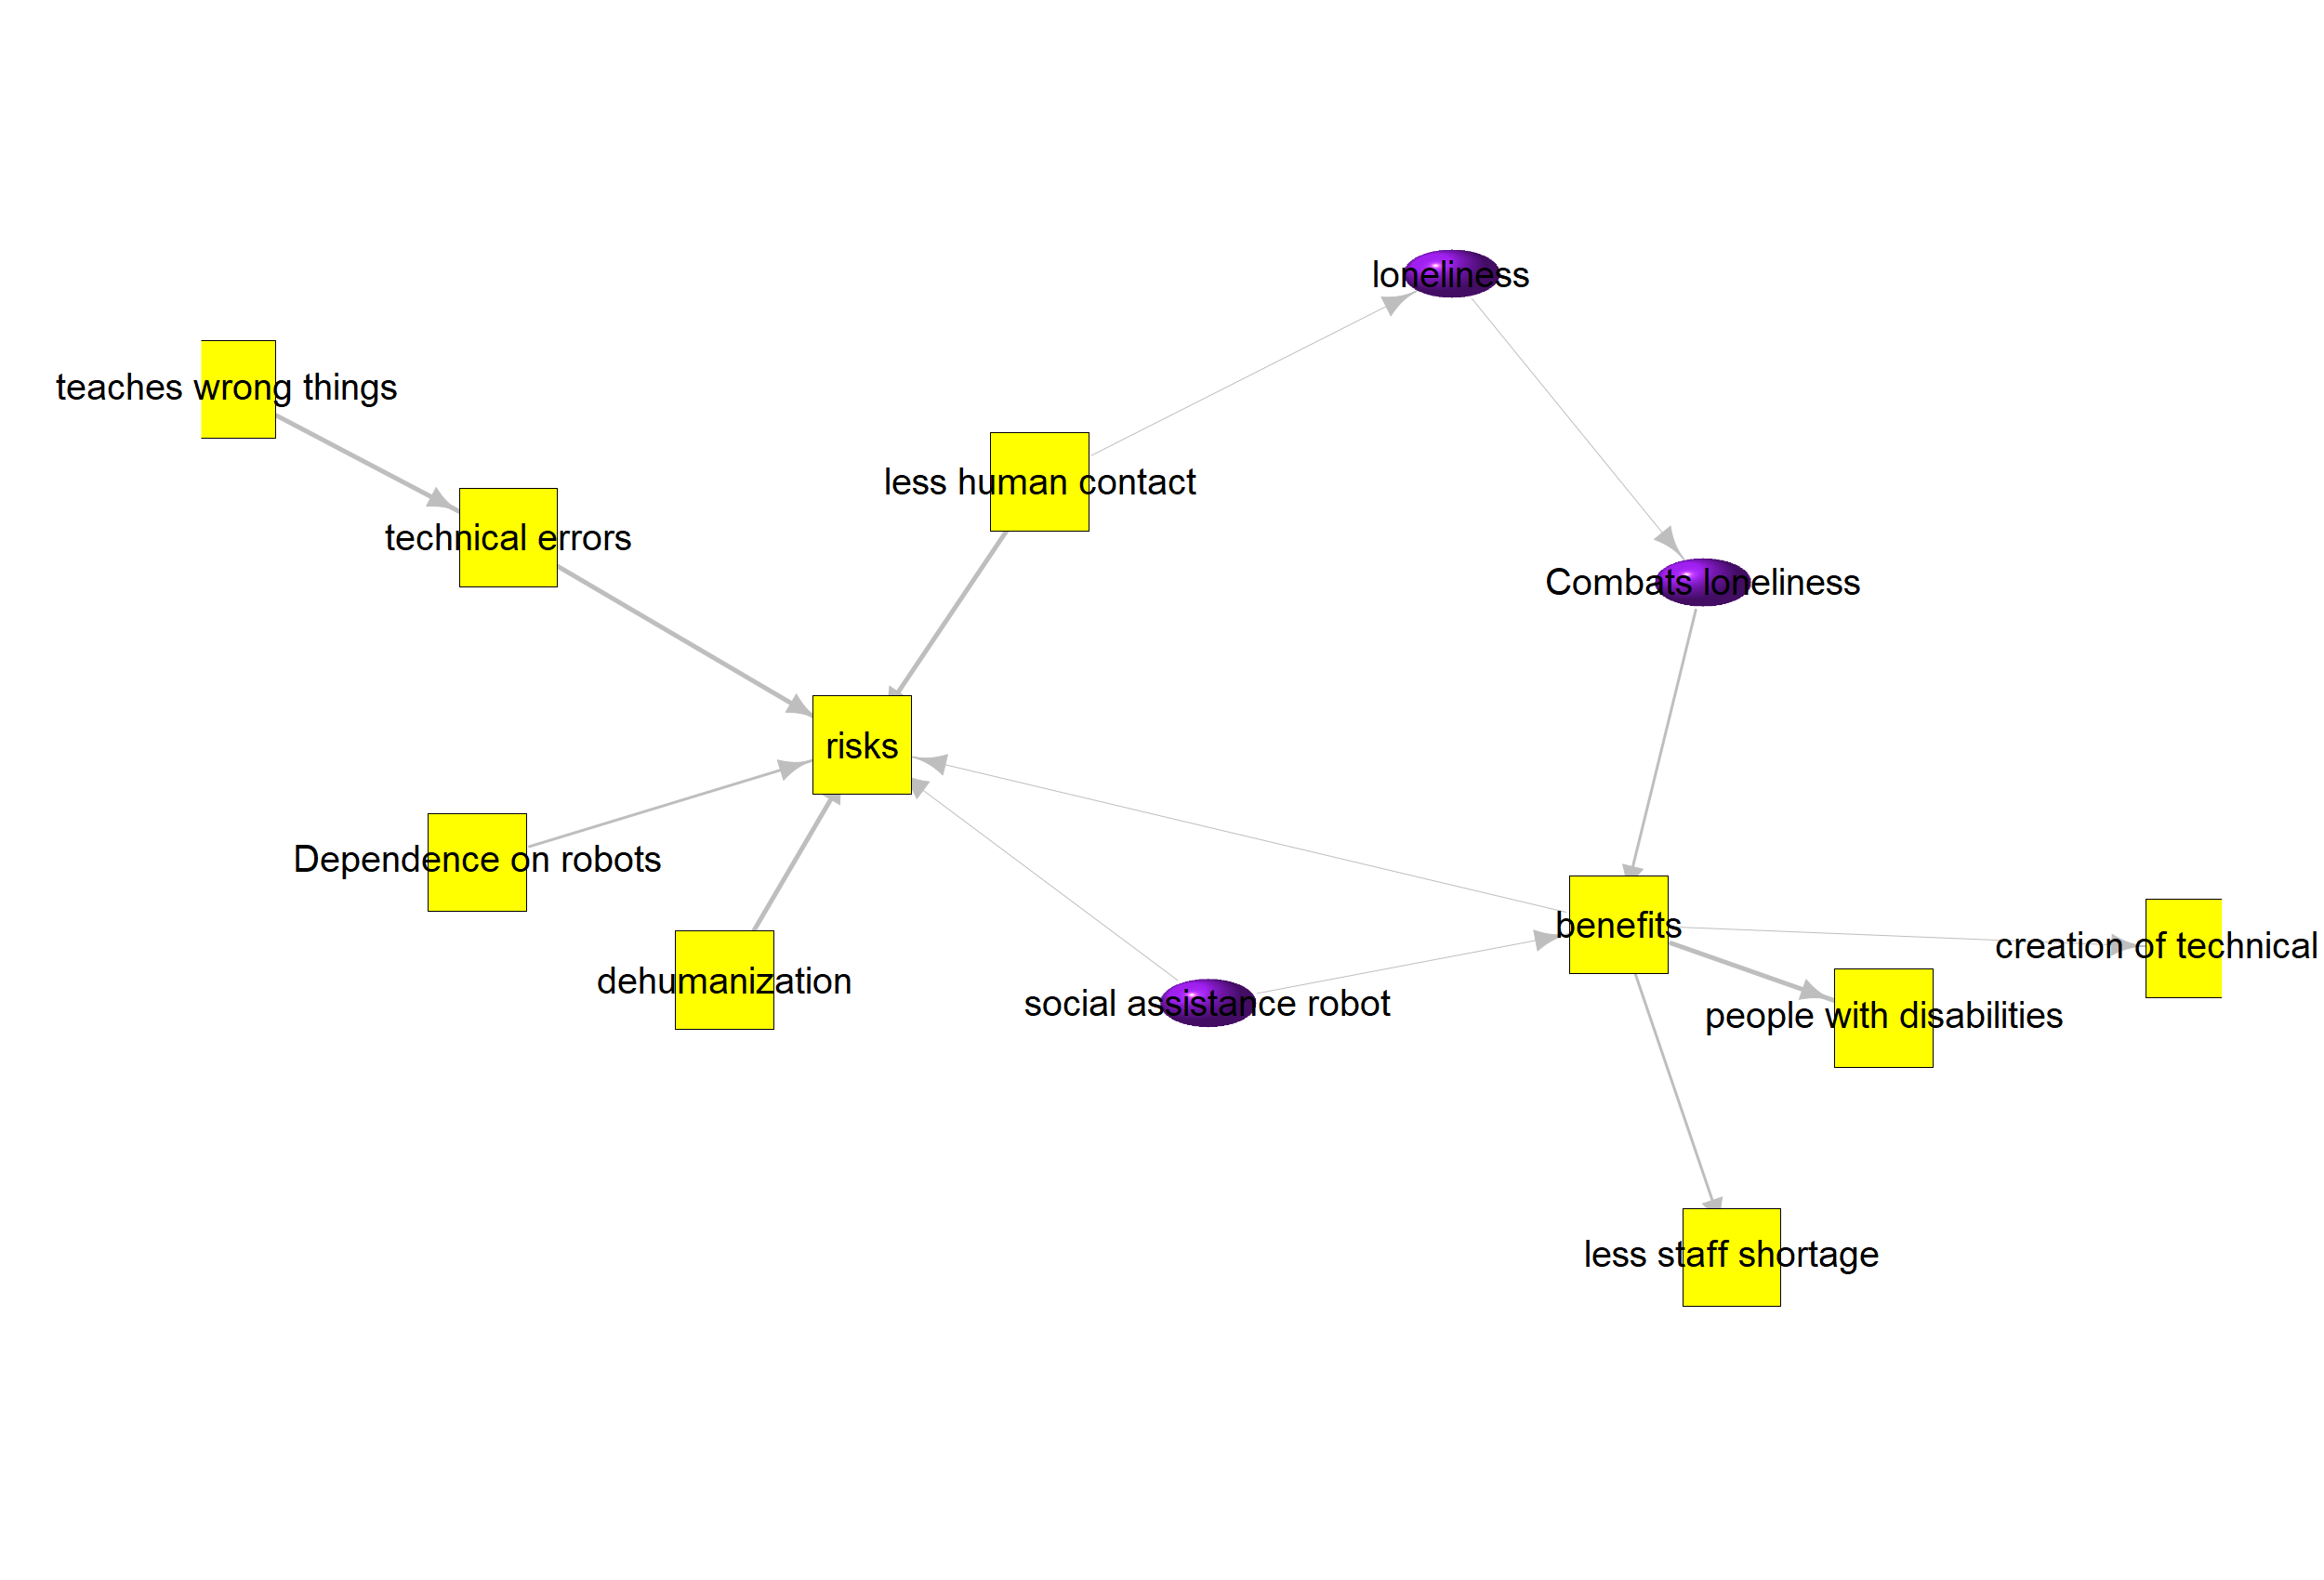 loneliness
teaches wrong things
less human contact
technical errors
Combats loneliness
risks
Dependence on robots
benefits
creation of technical
dehumanization
social assistance robot
people with disabilities
less staff shortage